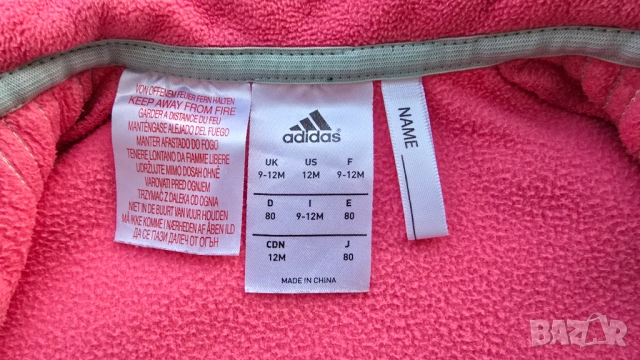 VON OFFENEM FEUER FERN HALTEN
KEEP AWAY FROM FIRE
GARDER A DISTANCE DU FEU
MANTÉNGASE ALEJADO DEL FUEGO
MANTER AFASTADO DO FOGO
TENERE LONTANO DA FIAMME LIBERE
UDRŽUJTE MIMO DOSAH OHNĚ
VAROVATI PRED OGNJEM
TRZYMAĆ Z DALEKA OD OGNIA
NIET IN DE BUURT VAN VUUR HOUDEN
MÅ IKKE KOMME I NÆRHEDEN AF ÅBEN ILD
ДА СЕ ПАЗИ ДАЛЕЧ ОТ ОГЪН
adidas
UK US F
9-12M 12M 9-12M
D I E
80 9-12M 80
CDN J
12M 80
MADE IN CHINA
NAME
BAZAR
bg